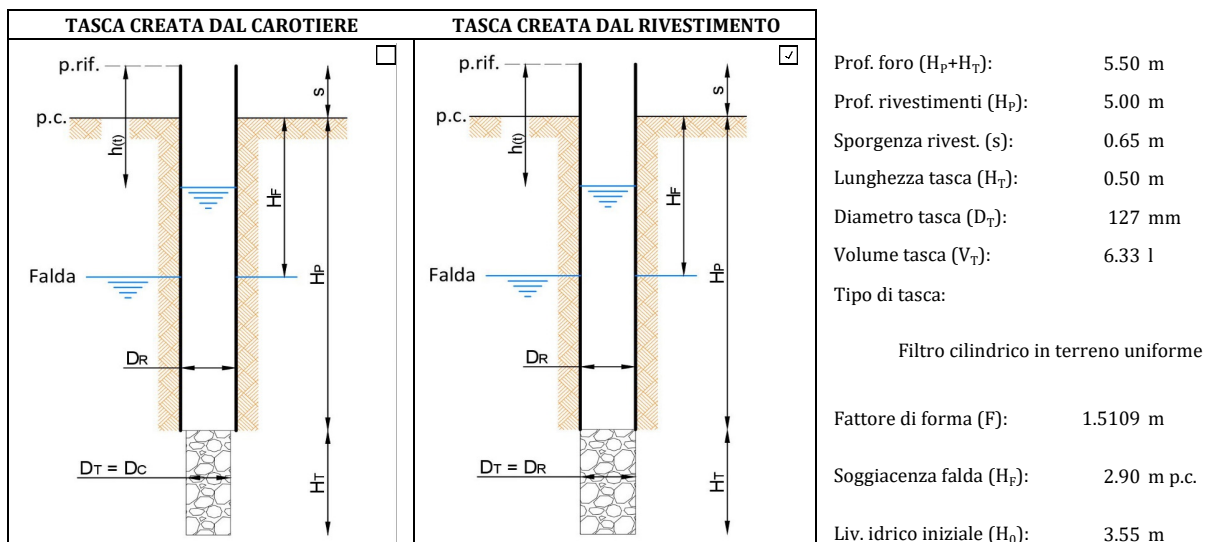 TASCA CREATA DAL CAROTIERE
TASCA CREATA DAL RIVESTIMENTO
p.rif.
s
p.c.
h(t)
HF
Falda
HP
DR
DT = DC
HT
p.rif.
s
p.c.
h(t)
HF
Falda
HP
DR
DT = DR
HT
Prof. foro (HP+HT): 5.50 m
Prof. rivestimenti (HP): 5.00 m
Sporgenza rivest. (s): 0.65 m
Lunghezza tasca (HT): 0.50 m
Diametro tasca (DT): 127 mm
Volume tasca (VT): 6.33 l
Tipo di tasca:
Filtro cilindrico in terreno uniforme
Fattore di forma (F): 1.5109 m
Soggiacenza falda (HF): 2.90 m p.c.
Liv. idrico iniziale (H0): 3.55 m